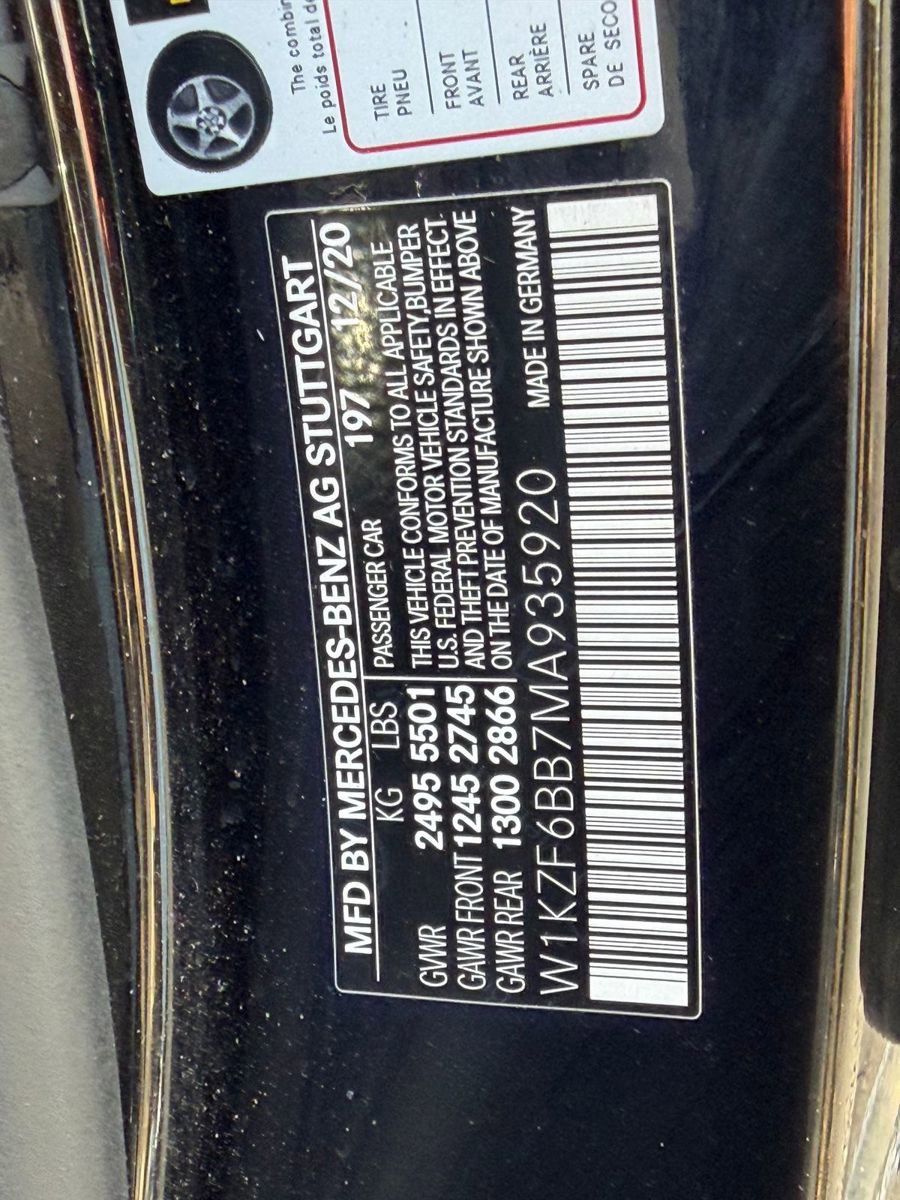 The combin
Le poids total de
TIRE
PNEU
FRONT
AVANT
REAR
ARRIÈRE
SPARE
DE SECO
MFD BY MERCEDES-BENZ AG STUTTGART
KG LBS 197 12/20
PASSENGER CAR
GVWR 2495 5501
GAWR FRONT 1245 2745
GAWR REAR 1300 2866
THIS VEHICLE CONFORMS TO ALL APPLICABLE
U.S. FEDERAL MOTOR VEHICLE SAFETY,BUMPER
AND THEFT PREVENTION STANDARDS IN EFFECT
ON THE DATE OF MANUFACTURE SHOWN ABOVE
W1KZF6BB7MA935920 MADE IN GERMANY